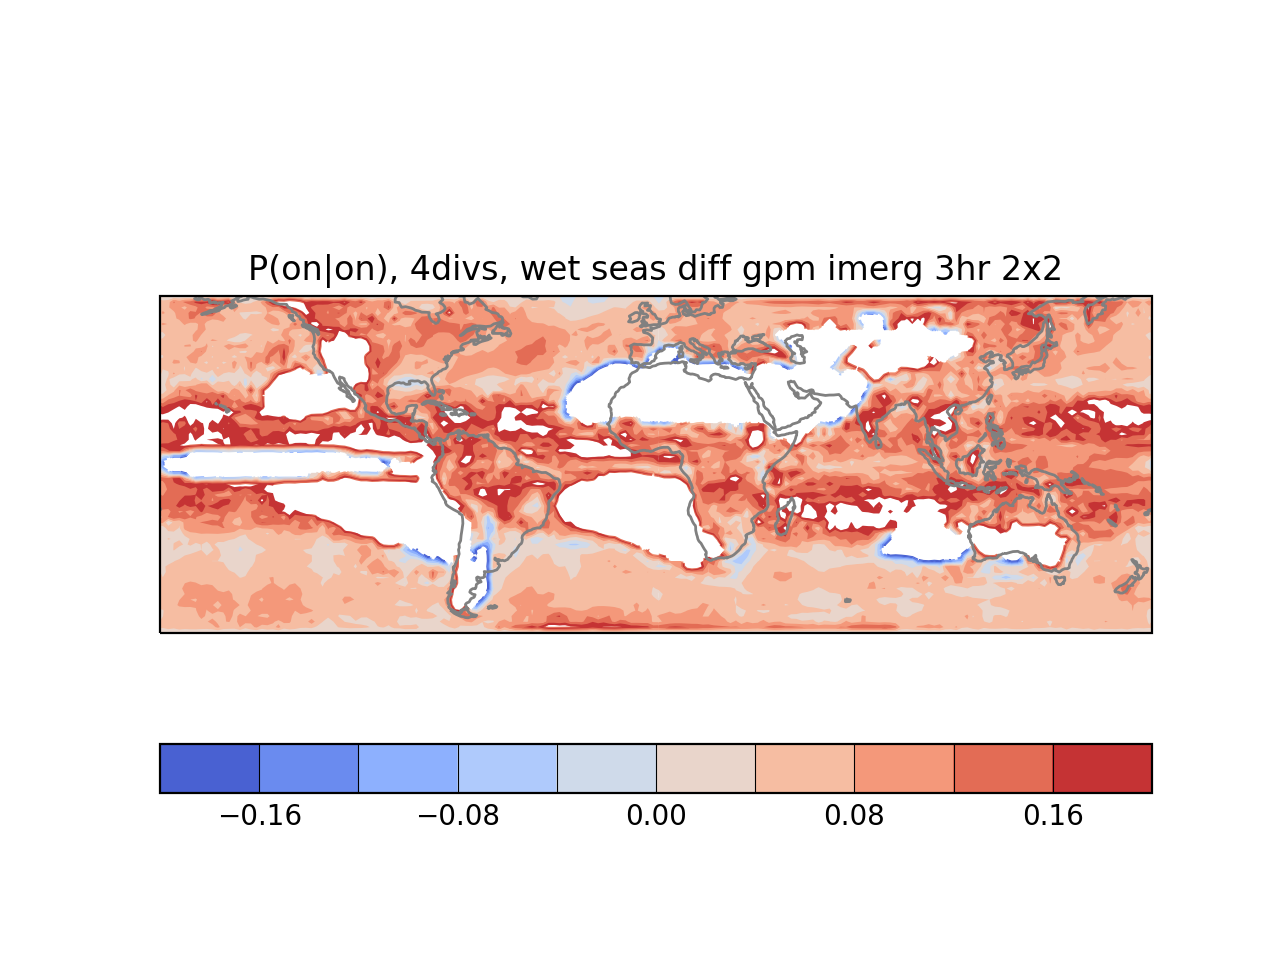 P(on|on), 4divs, wet seas diff gpm imerg 3hr 2x2
−0.16 −0.08 0.00 0.08 0.16